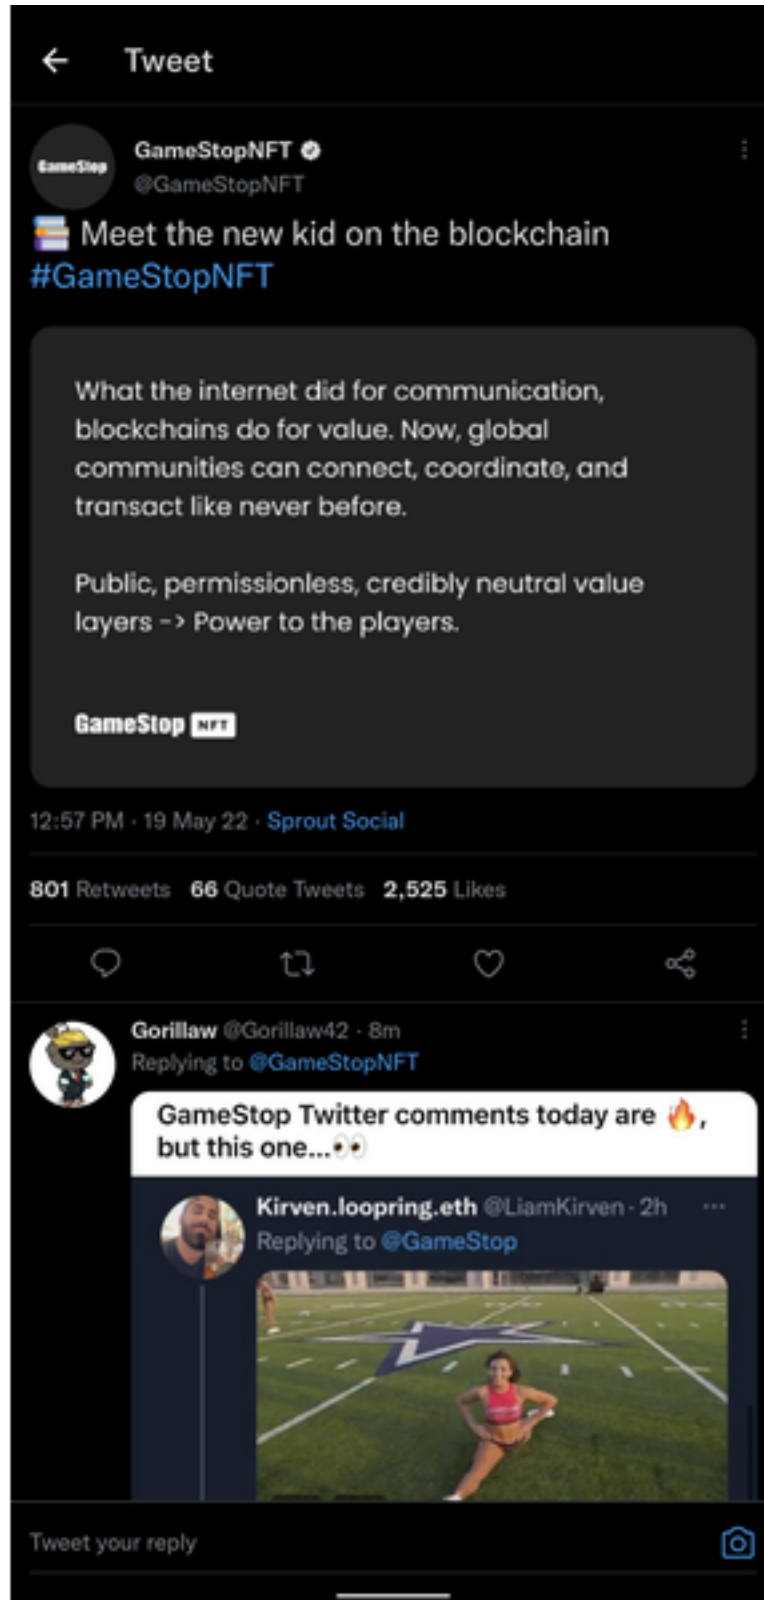 Tweet
GameStop
GameStopNFT
@GameStopNFT
📚 Meet the new kid on the blockchain
#GameStopNFT
What the internet did for communication,
blockchains do for value. Now, global
communities can connect, coordinate, and
transact like never before.
Public, permissionless, credibly neutral value
layers -> Power to the players.
GameStop NFT
12:57 PM · 19 May 22 · Sprout Social
801 Retweets 66 Quote Tweets 2,525 Likes
Gorillaw @Gorillaw42 · 8m
Replying to @GameStopNFT
GameStop Twitter comments today are 🔥,
but this one...👀
Kirven.loopring.eth @LiamKirven · 2h
Replying to @GameStop
Tweet your reply